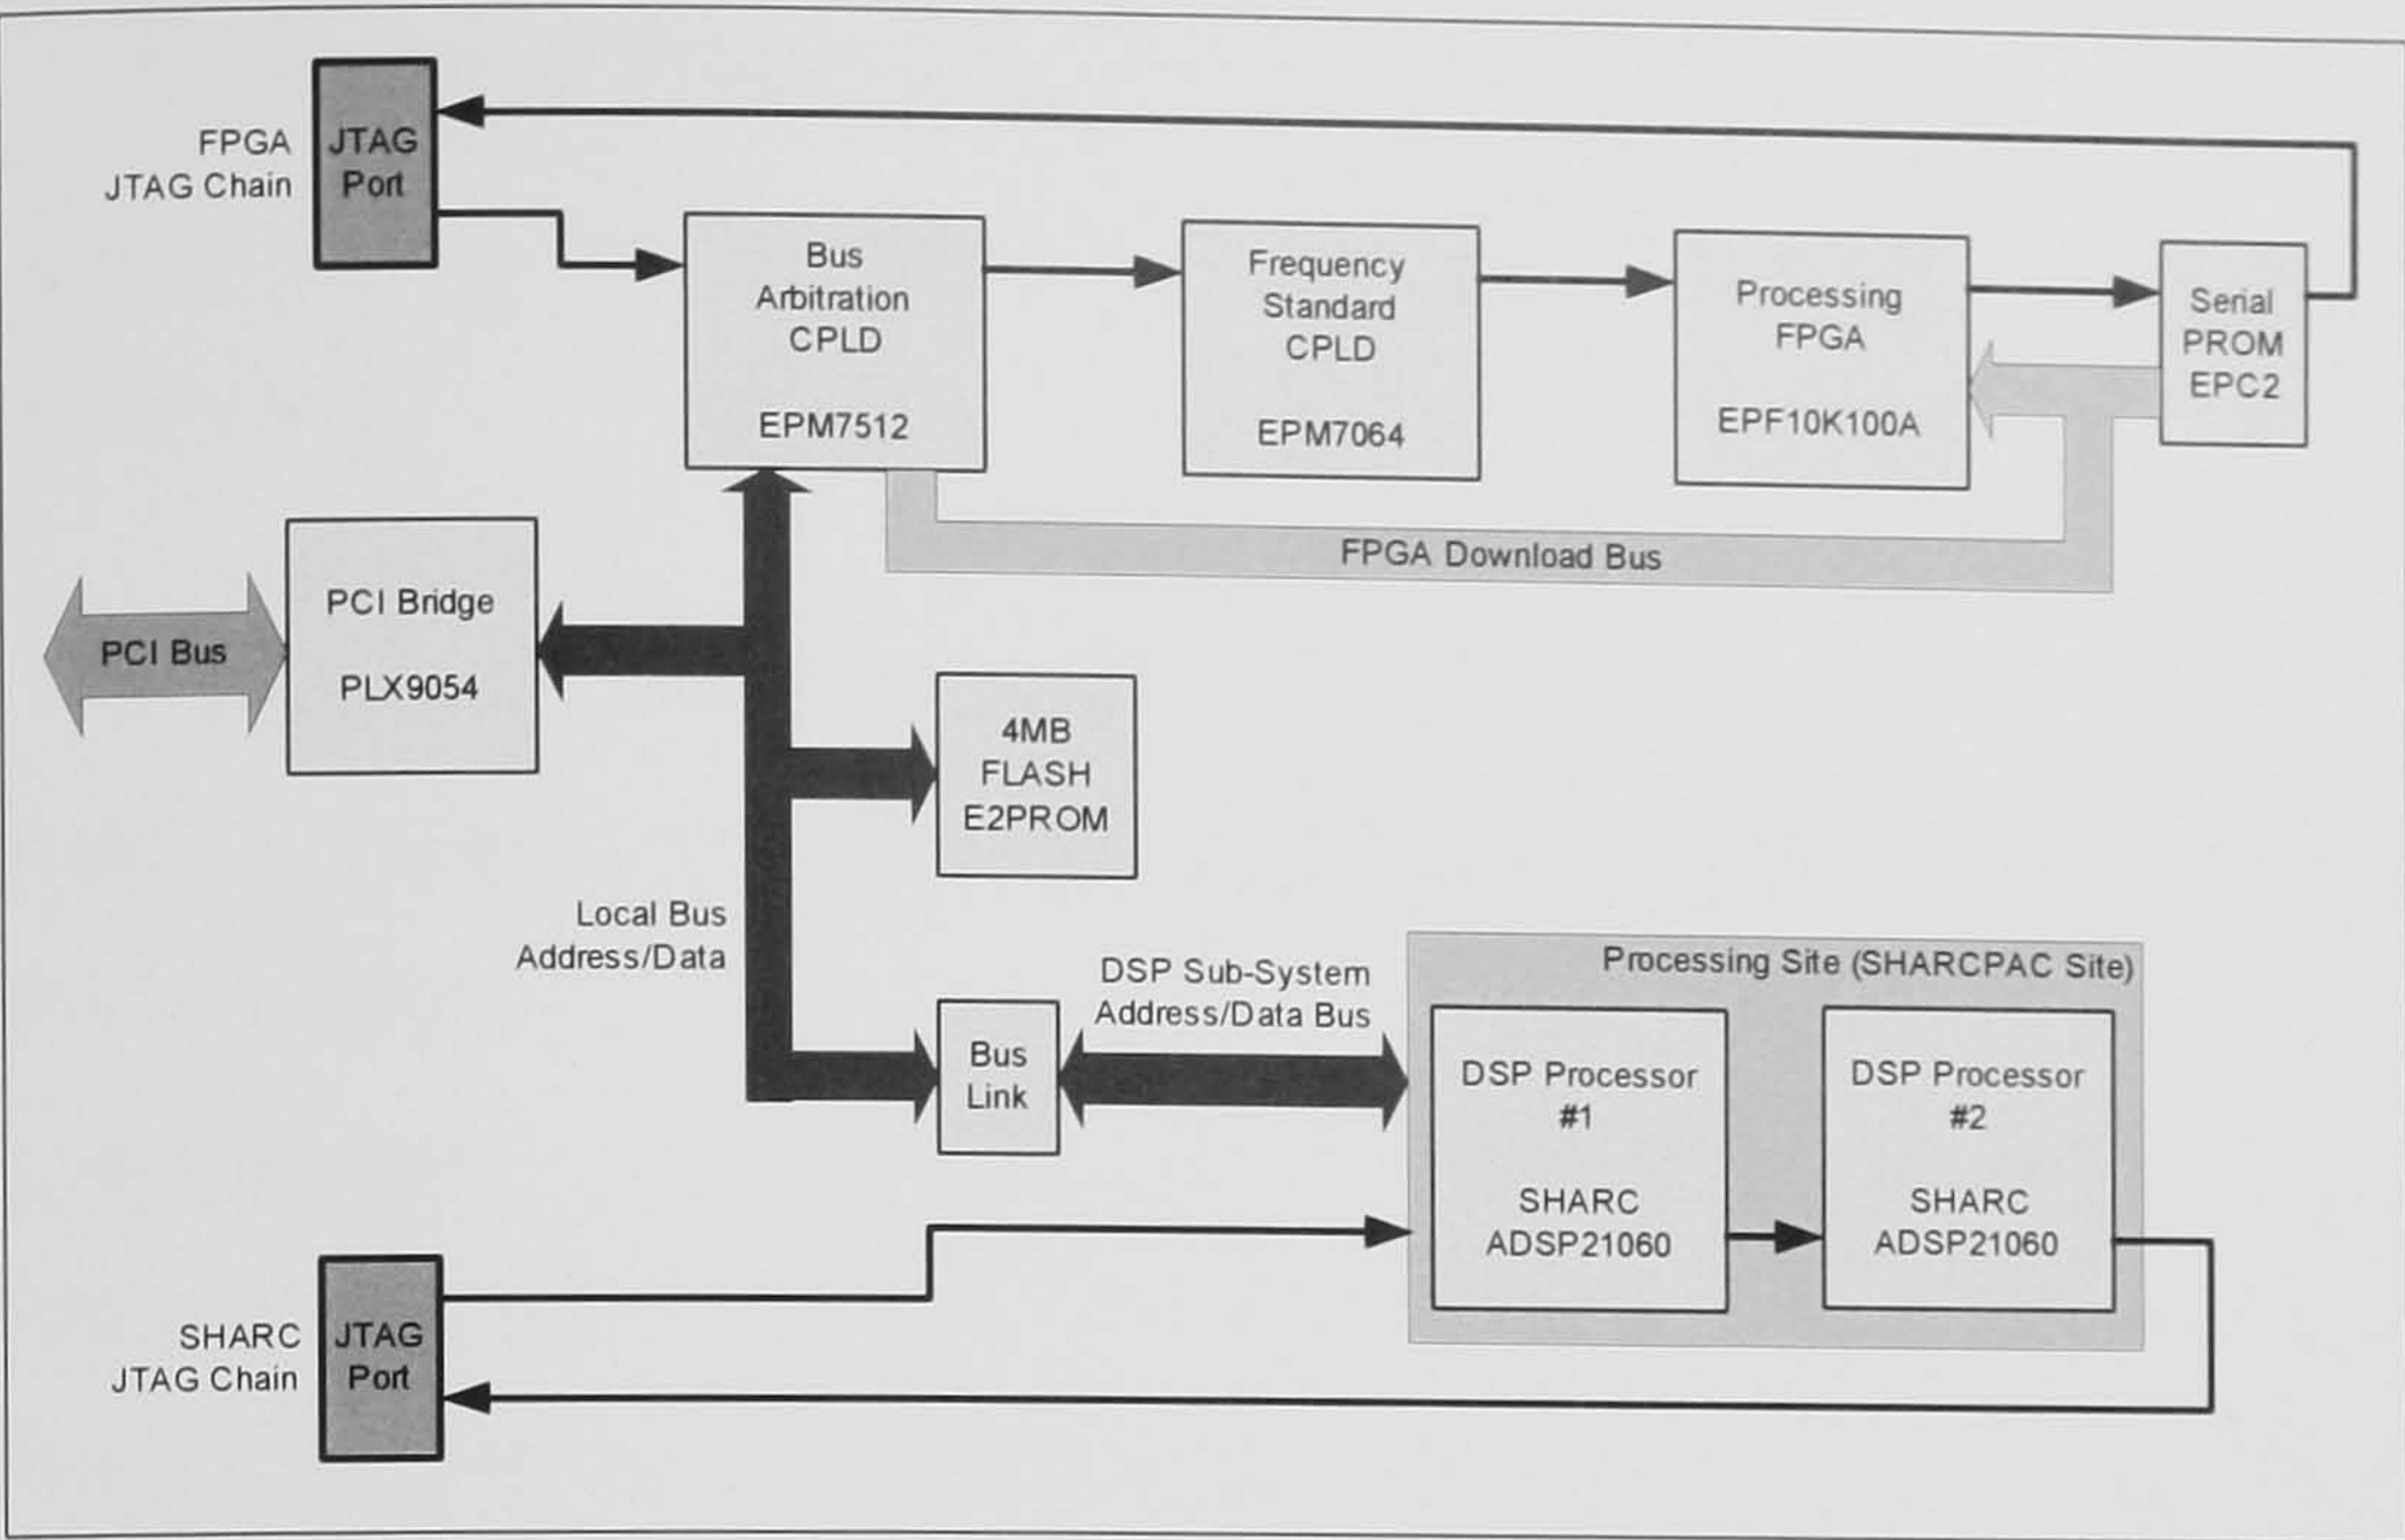 FPGA
JTAG Chain
JTAG
Port
Bus
Arbitration
CPLD
EPM7512
Frequency
Standard
CPLD
EPM7064
Processing
FPGA
EPF10K100A
Serial
PROM
EPC2
FPGA Download Bus
PCI Bus
PCI Bridge
PLX9054
4MB
FLASH
E2PROM
Local Bus
Address/Data
Bus
Link
DSP Sub-System
Address/Data Bus
Processing Site (SHARCPAC Site)
DSP Processor
#1
SHARC
ADSP21060
DSP Processor
#2
SHARC
ADSP21060
SHARC
JTAG Chain
JTAG
Port